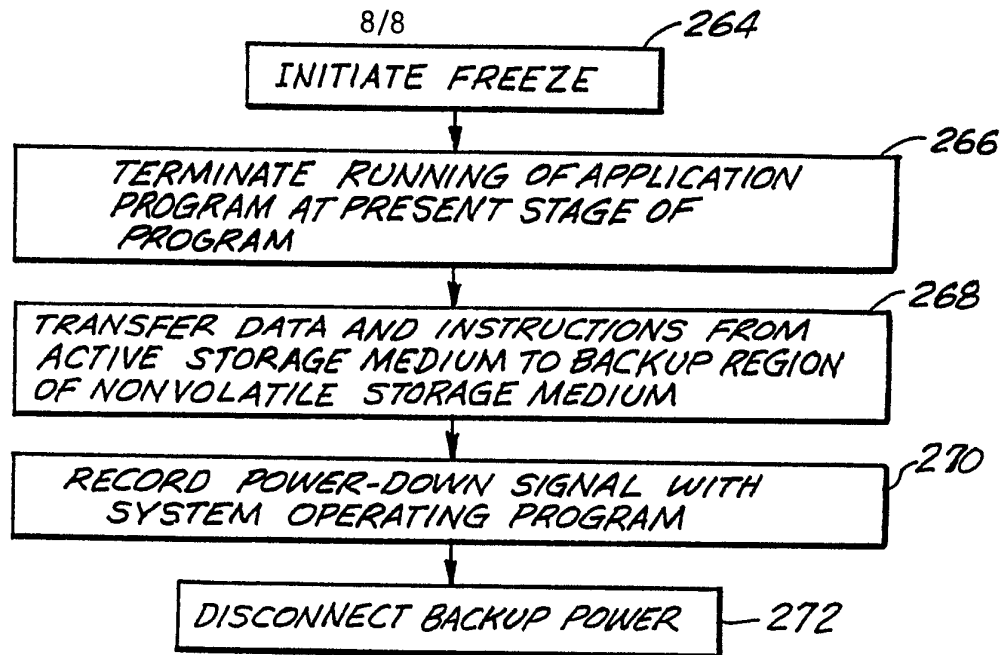 8/8
264
INITIATE FREEZE
266
TERMINATE RUNNING OF APPLICATION
PROGRAM AT PRESENT STAGE OF
PROGRAM
268
TRANSFER DATA AND INSTRUCTIONS FROM
ACTIVE STORAGE MEDIUM TO BACKUP REGION
OF NONVOLATILE STORAGE MEDIUM
270
RECORD POWER-DOWN SIGNAL WITH
SYSTEM OPERATING PROGRAM
DISCONNECT BACKUP POWER
272